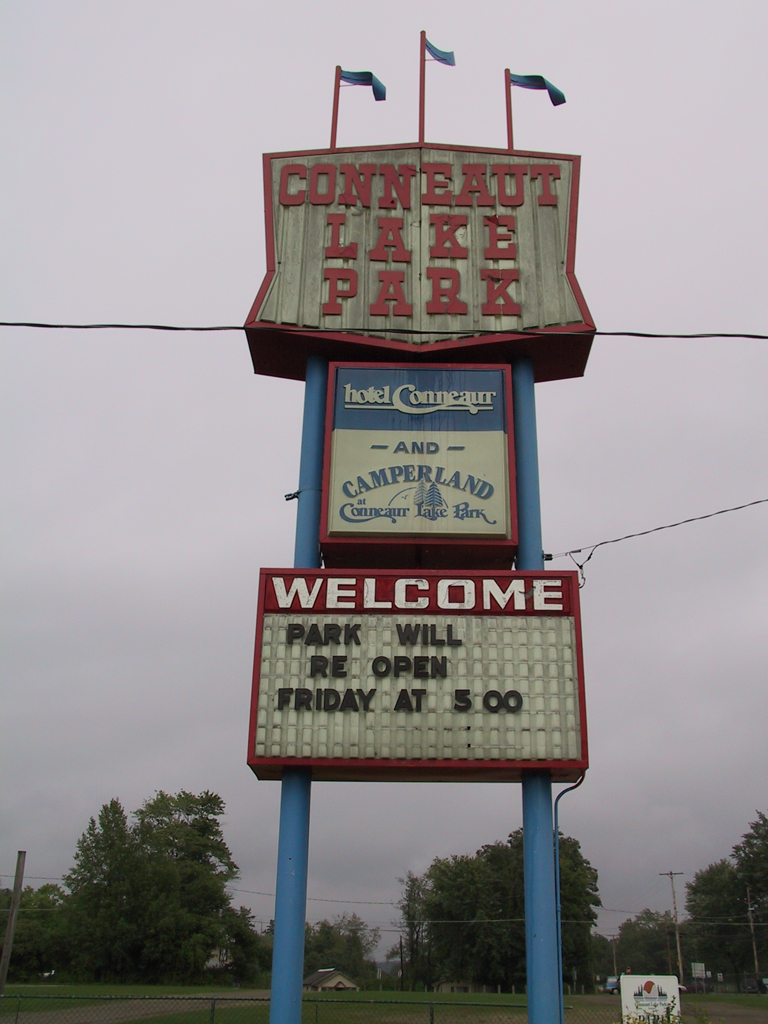 CONNEAUT
LAKE
PARK
hotel Conneaut
- AND -
CAMPERLAND
at
Conneaut Lake Park
WELCOME
PARK WILL
RE OPEN
FRIDAY AT 5 00